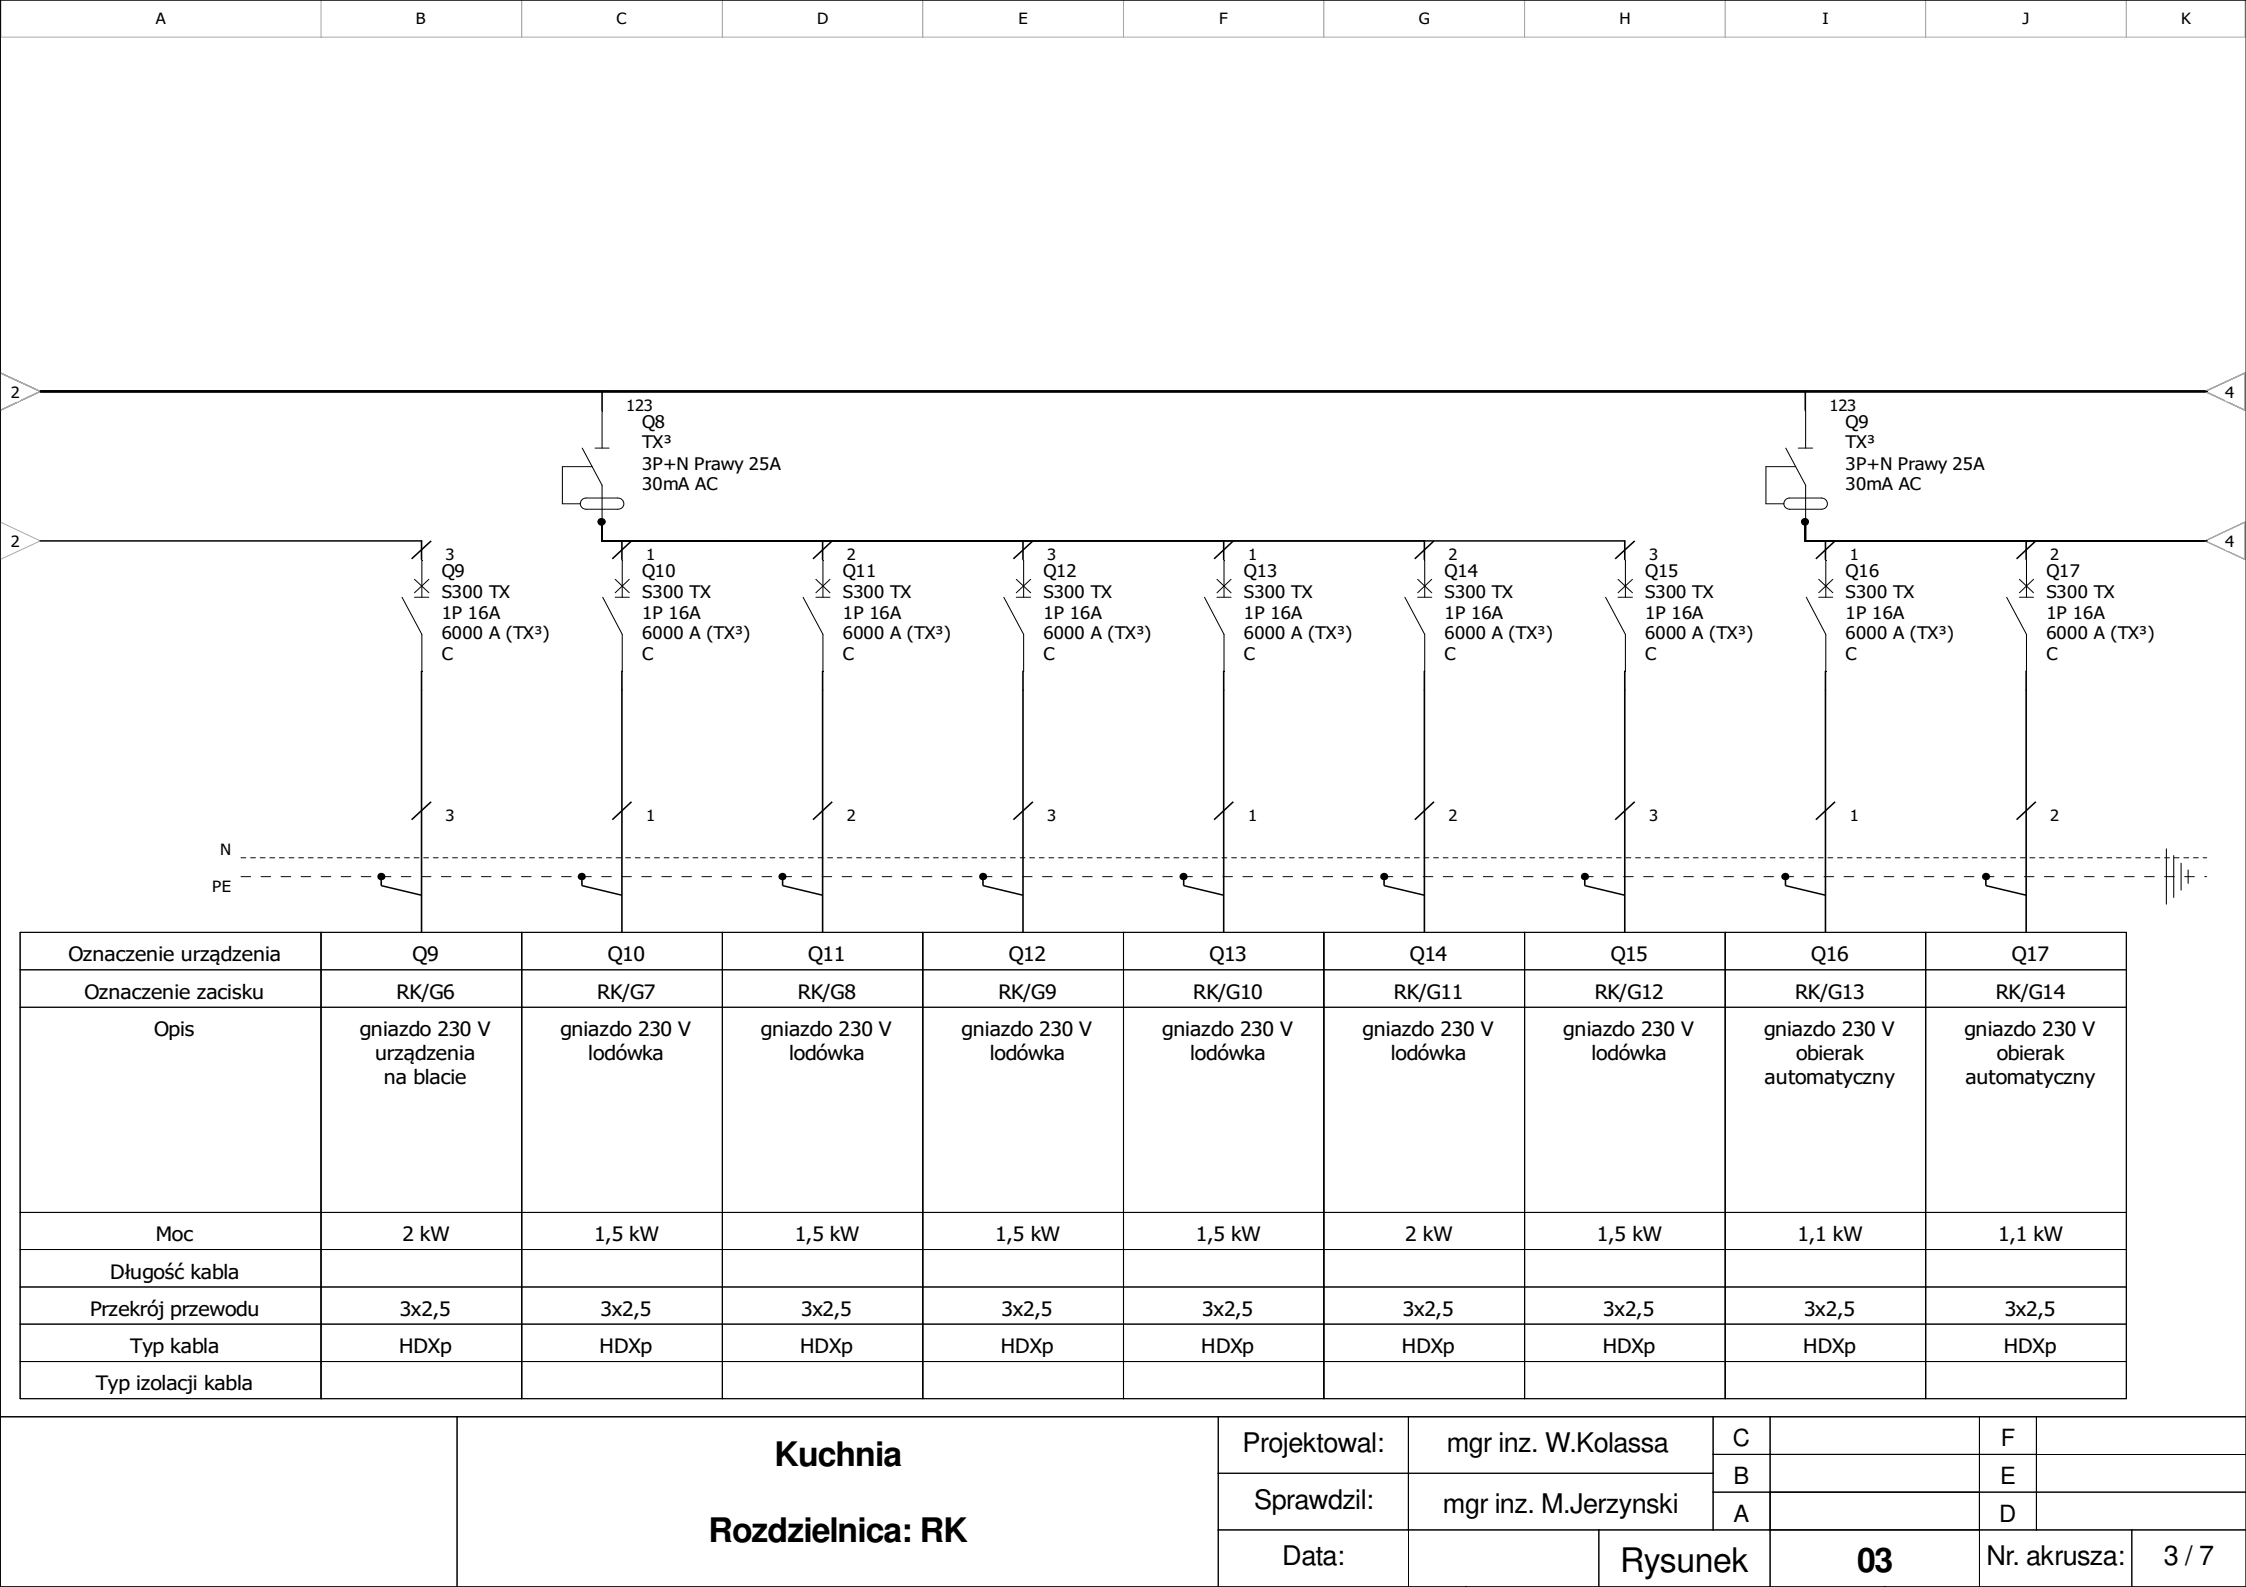 A B C D E F G H I J K
2 4
123
Q8
TX³
3P+N Prawy 25A
30mA AC
123
Q9
TX³
3P+N Prawy 25A
30mA AC
2 4
3
Q9
S300 TX
1P 16A
6000 A (TX³)
C
1
Q10
S300 TX
1P 16A
6000 A (TX³)
C
2
Q11
S300 TX
1P 16A
6000 A (TX³)
C
3
Q12
S300 TX
1P 16A
6000 A (TX³)
C
1
Q13
S300 TX
1P 16A
6000 A (TX³)
C
2
Q14
S300 TX
1P 16A
6000 A (TX³)
C
3
Q15
S300 TX
1P 16A
6000 A (TX³)
C
1
Q16
S300 TX
1P 16A
6000 A (TX³)
C
2
Q17
S300 TX
1P 16A
6000 A (TX³)
C
3 1 2 3 1 2 3 1 2
N
PE
Oznaczenie urządzenia Q9 Q10 Q11 Q12 Q13 Q14 Q15 Q16 Q17
Oznaczenie zacisku RK/G6 RK/G7 RK/G8 RK/G9 RK/G10 RK/G11 RK/G12 RK/G13 RK/G14
Opis gniazdo 230 V gniazdo 230 V gniazdo 230 V gniazdo 230 V gniazdo 230 V gniazdo 230 V gniazdo 230 V gniazdo 230 V gniazdo 230 V
urządzenia lodówka lodówka lodówka lodówka lodówka lodówka obierak obierak
na blacie automatyczny automatyczny
Moc 2 kW 1,5 kW 1,5 kW 1,5 kW 1,5 kW 2 kW 1,5 kW 1,1 kW 1,1 kW
Długość kabla
Przekrój przewodu 3x2,5 3x2,5 3x2,5 3x2,5 3x2,5 3x2,5 3x2,5 3x2,5 3x2,5
Typ kabla HDXp HDXp HDXp HDXp HDXp HDXp HDXp HDXp HDXp
Typ izolacji kabla
Kuchnia
Rozdzielnica: RK
Projektowal: mgr inz. W.Kolassa
Sprawdzil: mgr inz. M.Jerzynski
Data:
C F
B E
A D
Rysunek 03 Nr. akrusza: 3 / 7